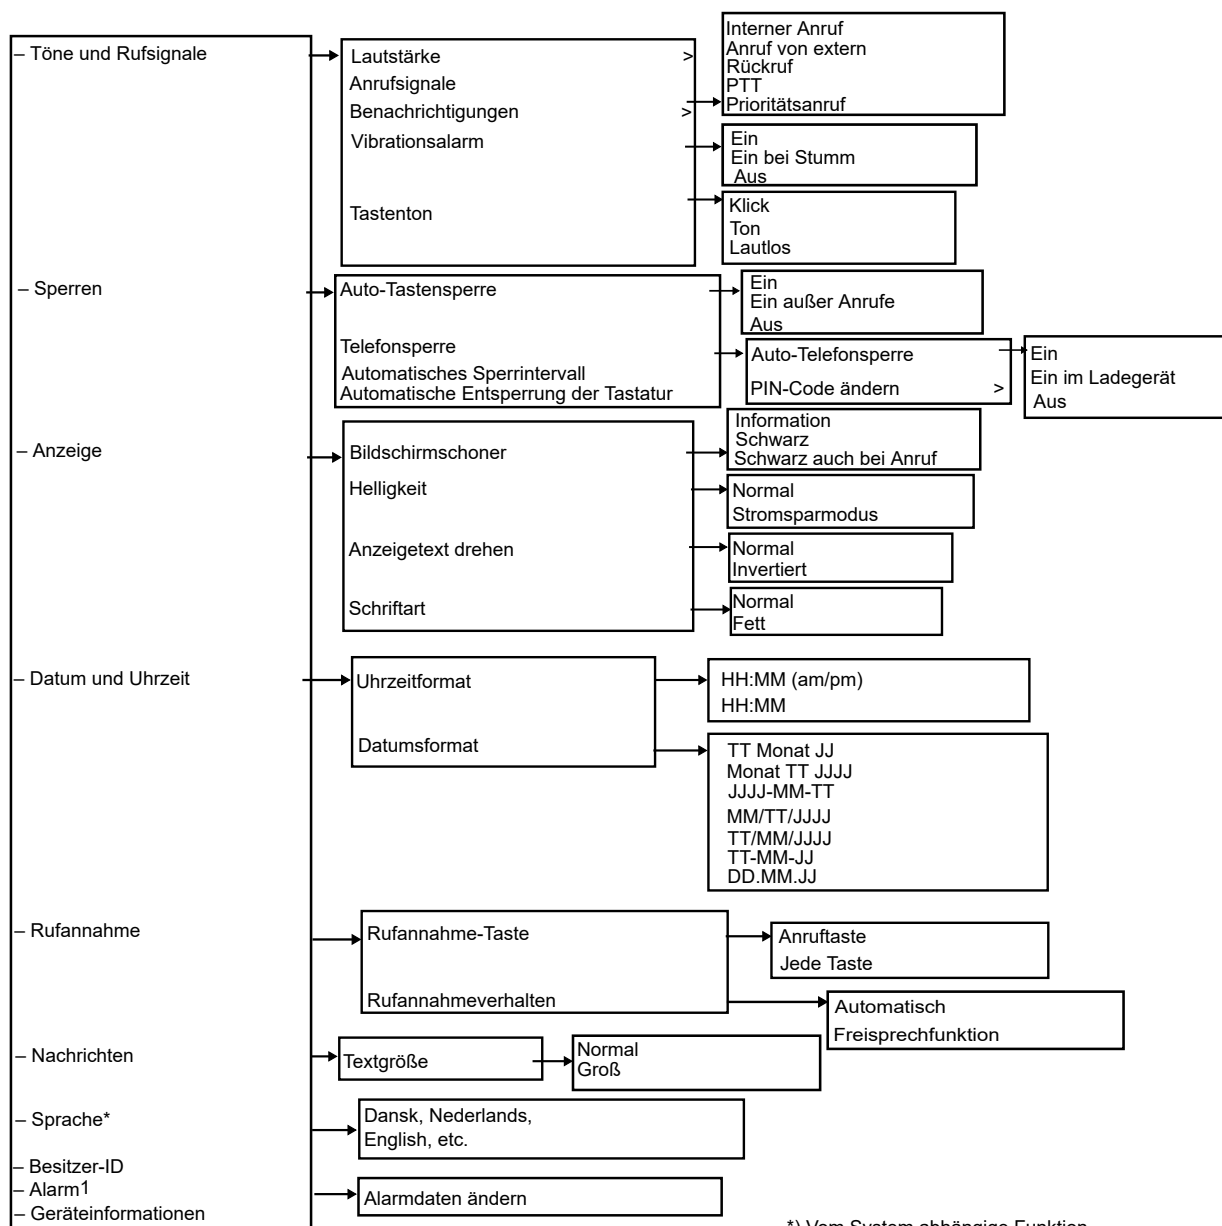 – Töne und Rufsignale
Lautstärke >
Anrufsignale
Benachrichtigungen >
Vibrationsalarm
Tastenton
Interner Anruf
Anruf von extern
Rückruf
PTT
Prioritätsanruf
Ein
Ein bei Stumm
Aus
Klick
Ton
Lautlos
– Sperren
Auto-Tastensperre
Telefonsperre
Automatisches Sperrintervall
Automatische Entsperrung der Tastatur
Ein
Ein außer Anrufe
Aus
Auto-Telefonsperre
PIN-Code ändern >
Ein
Ein im Ladegerät
Aus
– Anzeige
Bildschirmschoner
Helligkeit
Anzeigetext drehen
Schriftart
Information
Schwarz
Schwarz auch bei Anruf
Normal
Stromsparmodus
Normal
Invertiert
Normal
Fett
– Datum und Uhrzeit
Uhrzeitformat
Datumsformat
HH:MM (am/pm)
HH:MM
TT Monat JJ
Monat TT JJJJ
JJJJ-MM-TT
MM/TT/JJJJ
TT/MM/JJJJ
TT-MM-JJ
DD.MM.JJ
– Rufannahme
Rufannahme-Taste
Rufannahmeverhalten
Anruftaste
Jede Taste
Automatisch
Freisprechfunktion
– Nachrichten
Textgröße
Normal
Groß
– Sprache*
Dansk, Nederlands,
English, etc.
– Besitzer-ID
– Alarm1
Alarmdaten ändern
– Geräteinformationen
*) Vom System abhängige Funktion